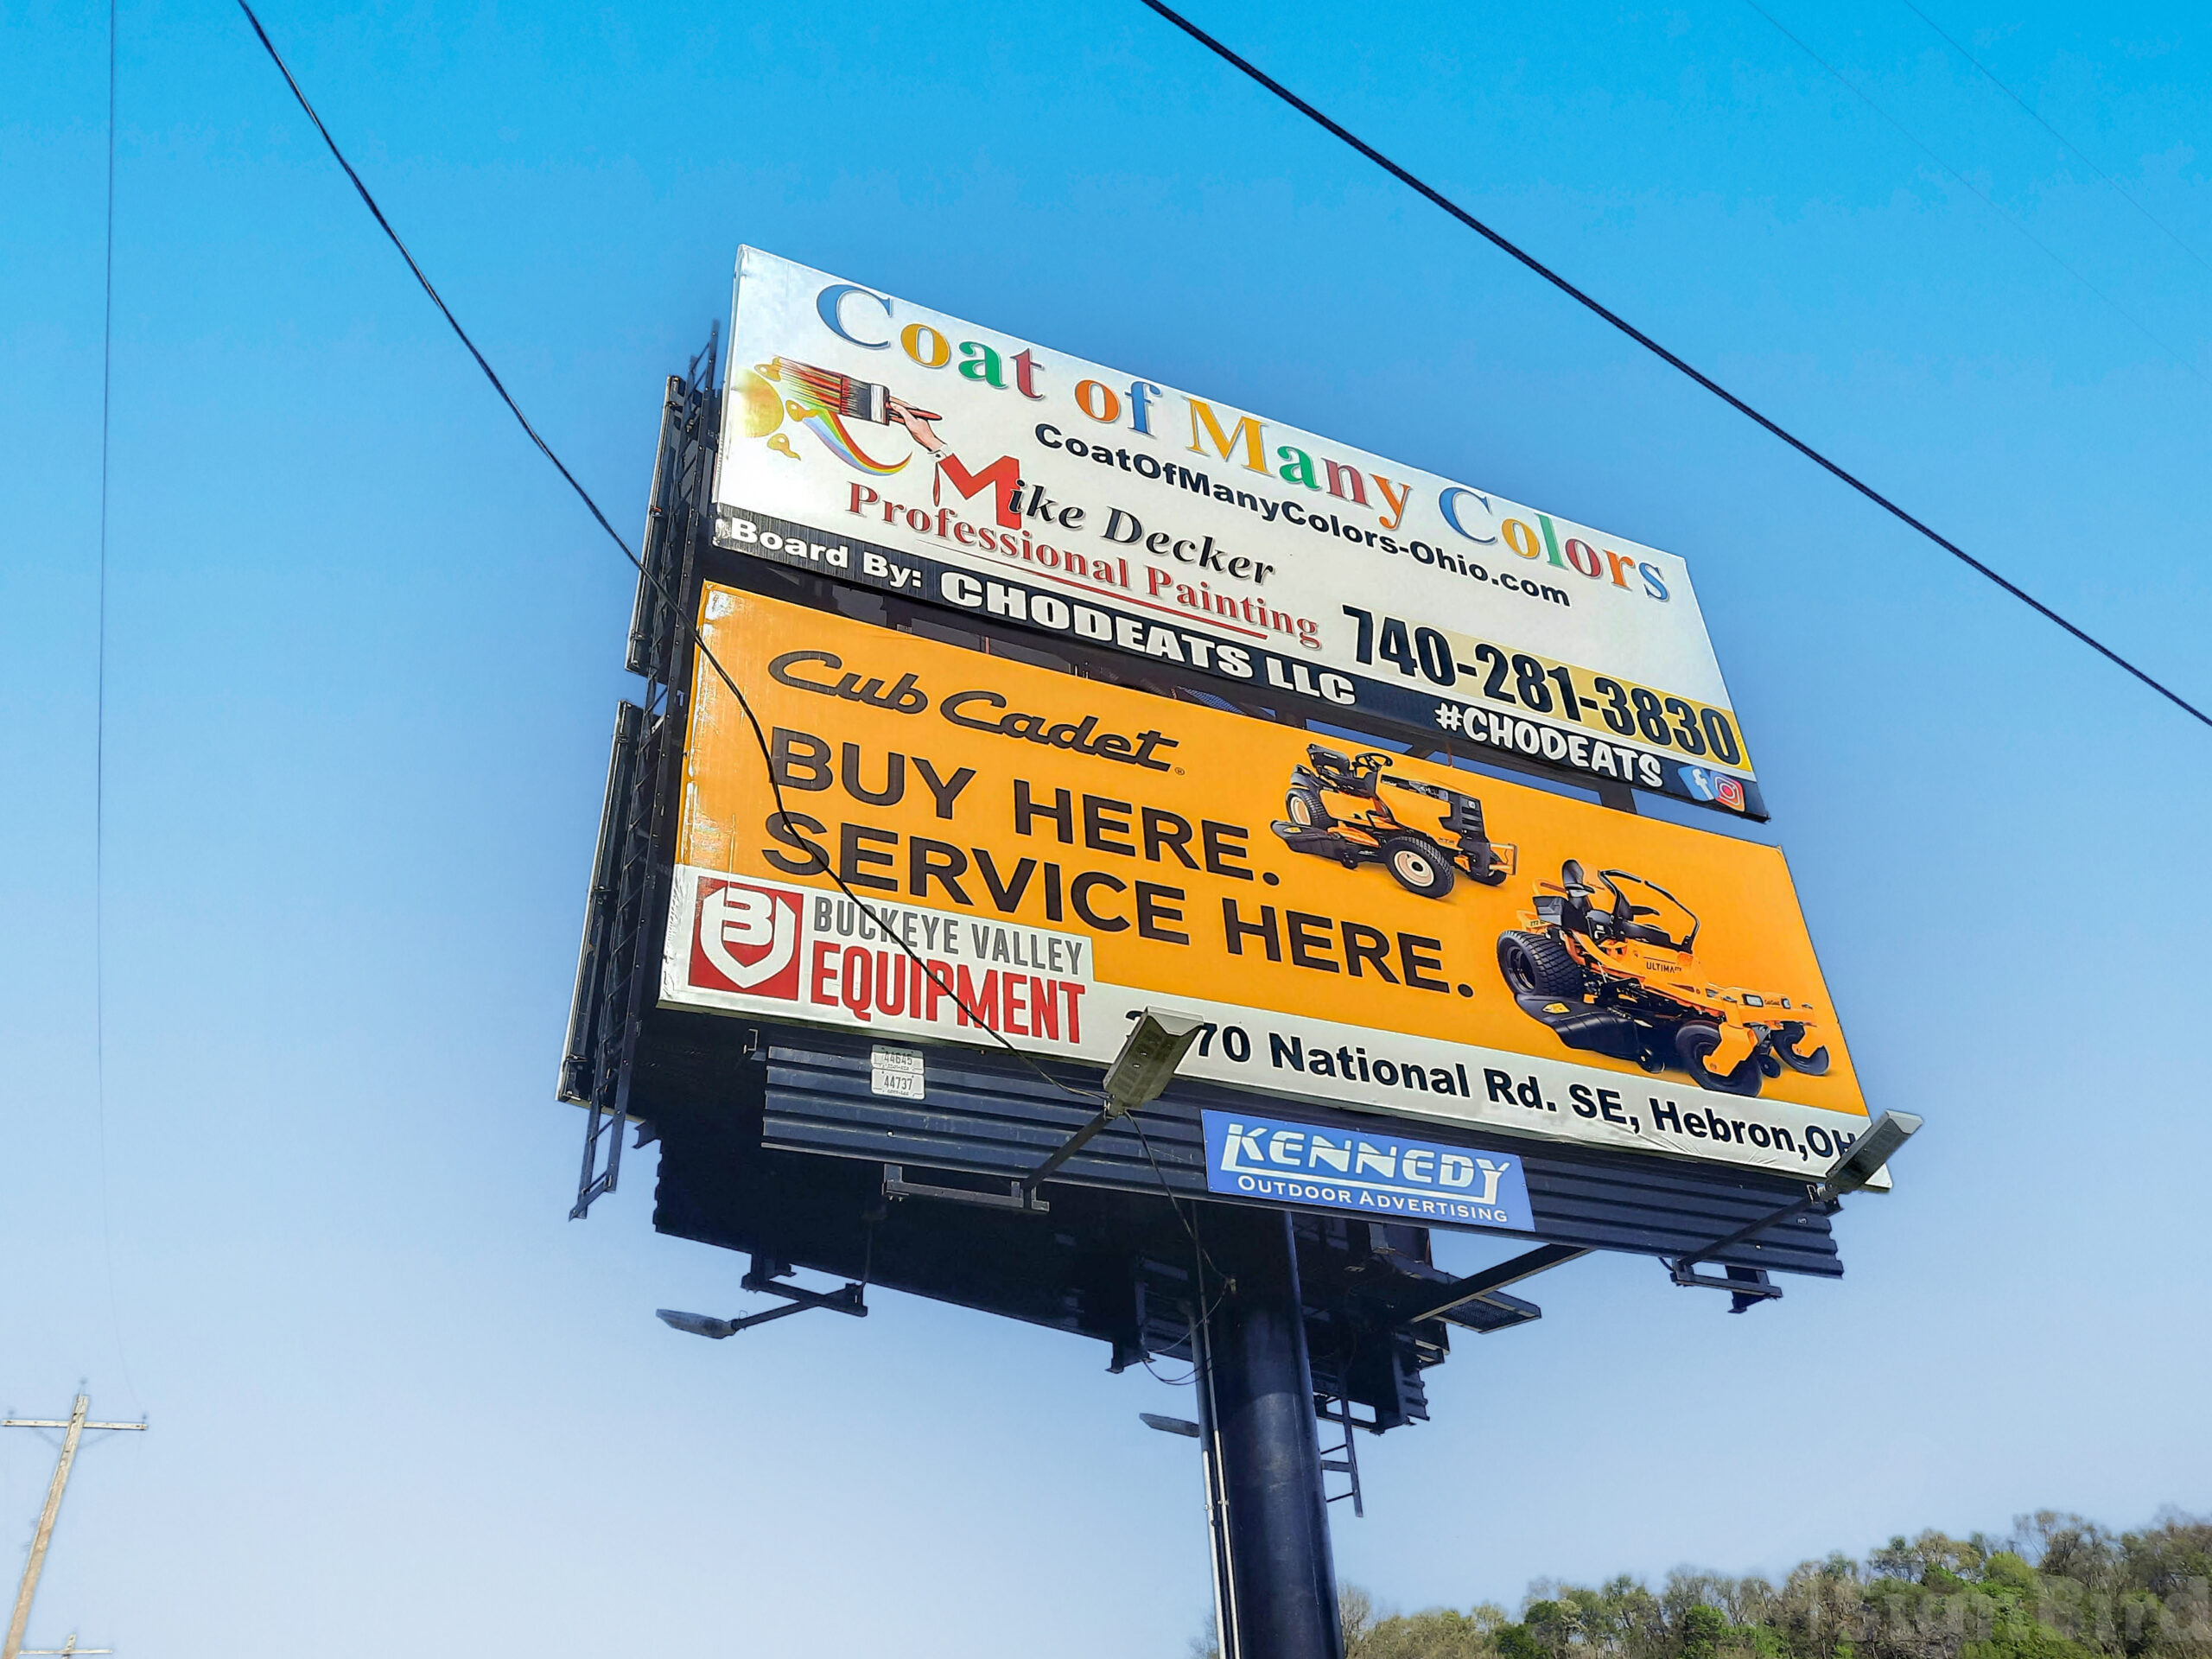 Coat of Many Colors
CoatOfManyColors-Ohio.com
Mike Decker
Professional Painting
740-281-3830
Board By: CHODEATS LLC
#CHODEATS
Cub Cadet®
BUY HERE.
SERVICE HERE.
ULTIMA
BUCKEYE VALLEY
EQUIPMENT
National Rd. SE, Hebron,OH
44645
44737
KENNEDY
OUTDOOR ADVERTISING